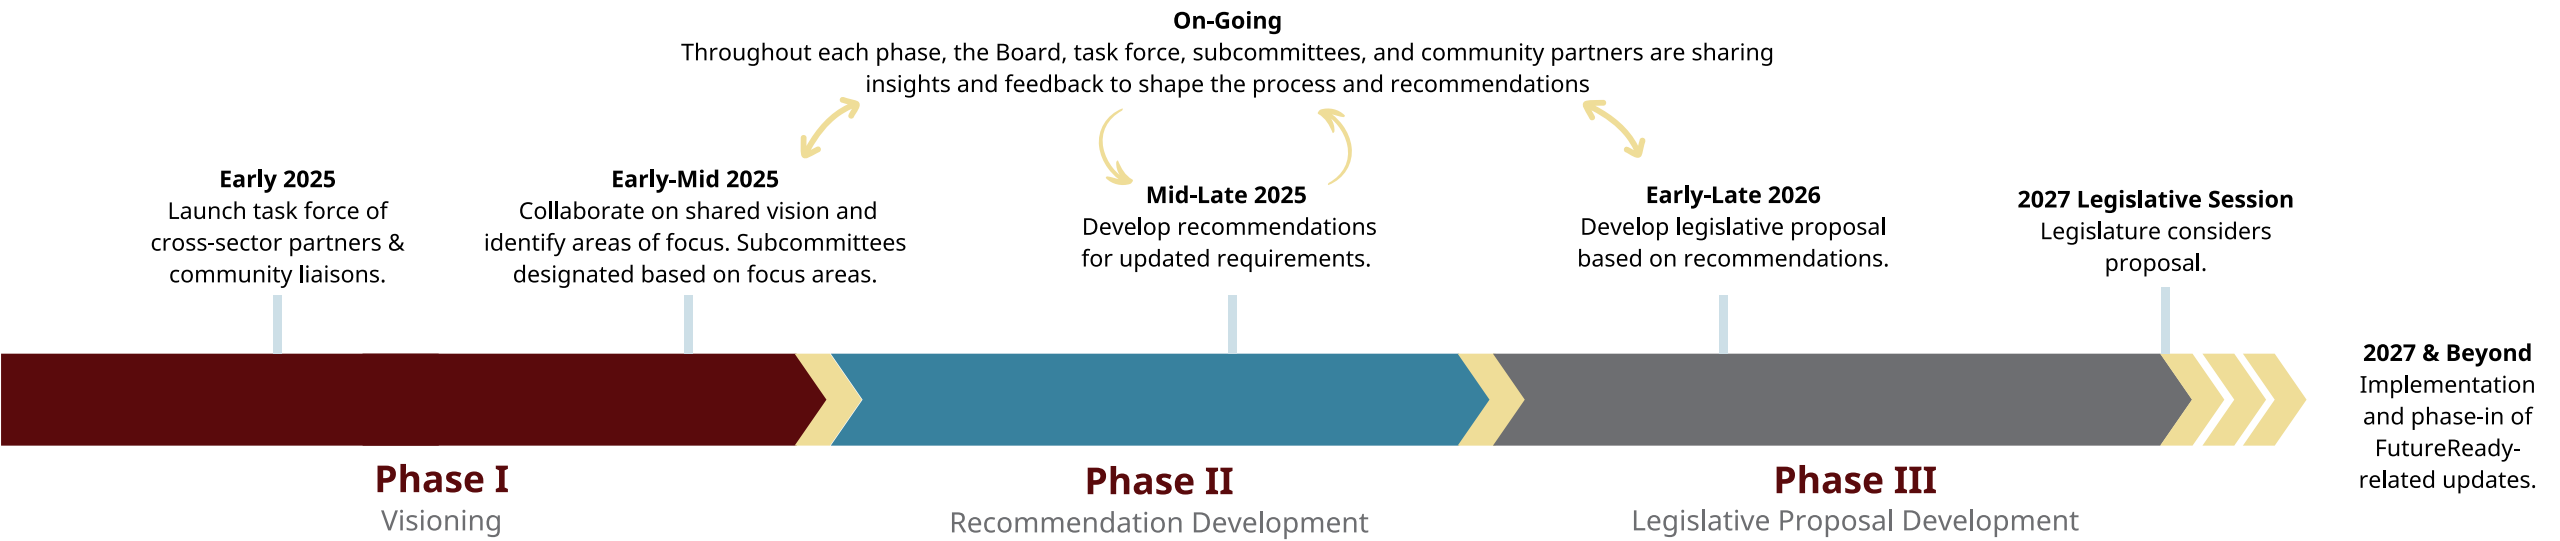 On-Going
Throughout each phase, the Board, task force, subcommittees, and community partners are sharing
insights and feedback to shape the process and recommendations
Early 2025
Launch task force of
cross-sector partners &
community liaisons.
Early-Mid 2025
Collaborate on shared vision and
identify areas of focus. Subcommittees
designated based on focus areas.
Mid-Late 2025
Develop recommendations
for updated requirements.
Early-Late 2026
Develop legislative proposal
based on recommendations.
2027 Legislative Session
Legislature considers
proposal.
2027 & Beyond
Implementation
and phase-in of
FutureReady-
related updates.
Phase I
Visioning
Phase II
Recommendation Development
Phase III
Legislative Proposal Development